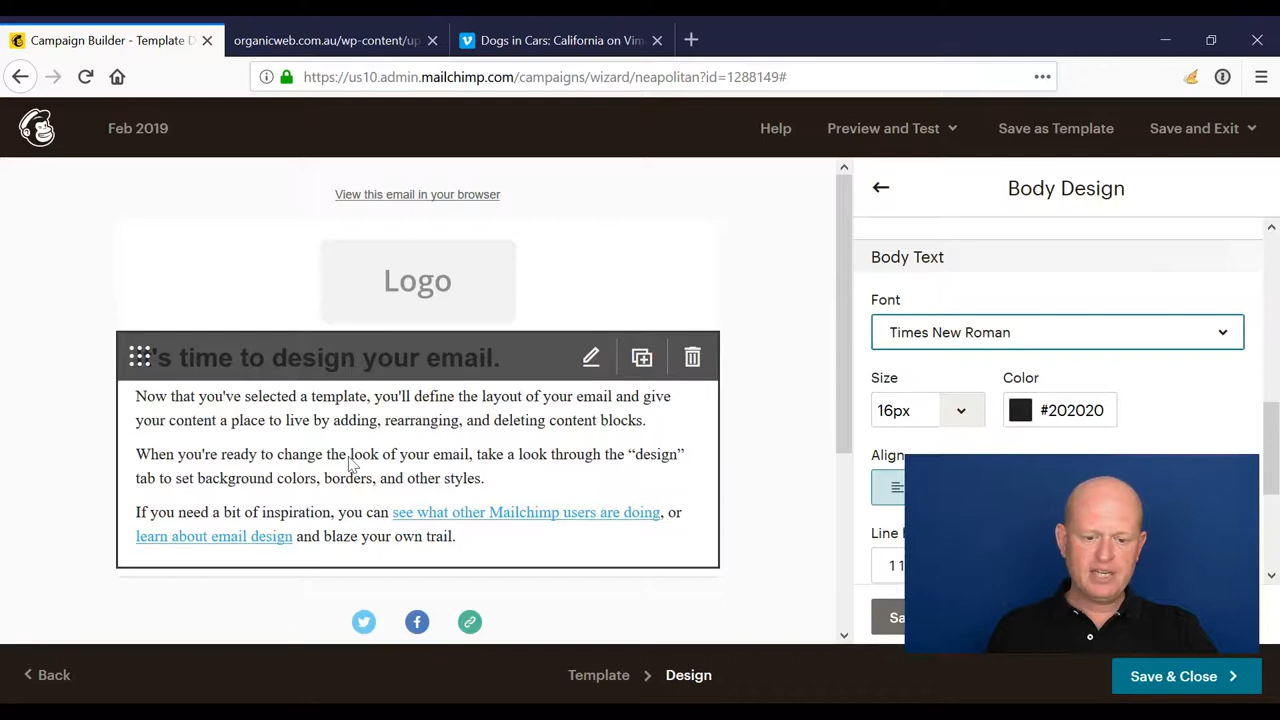 Campaign Builder - Template D
organicweb.com.au/wp-content/up
Dogs in Cars: California on Vim
https://us10.admin.mailchimp.com/campaigns/wizard/neapolitan?id=1288149#
Feb 2019
Help
Preview and Test
Save as Template
Save and Exit
View this email in your browser
Logo
's time to design your email.
Now that you've selected a template, you'll define the layout of your email and give
your content a place to live by adding, rearranging, and deleting content blocks.
When you're ready to change the look of your email, take a look through the “design”
tab to set background colors, borders, and other styles.
If you need a bit of inspiration, you can see what other Mailchimp users are doing, or
learn about email design and blaze your own trail.
Body Design
Body Text
Font
Times New Roman
Size
Color
16px
#202020
Align
Line
Sa
Back
Template
Design
Save & Close